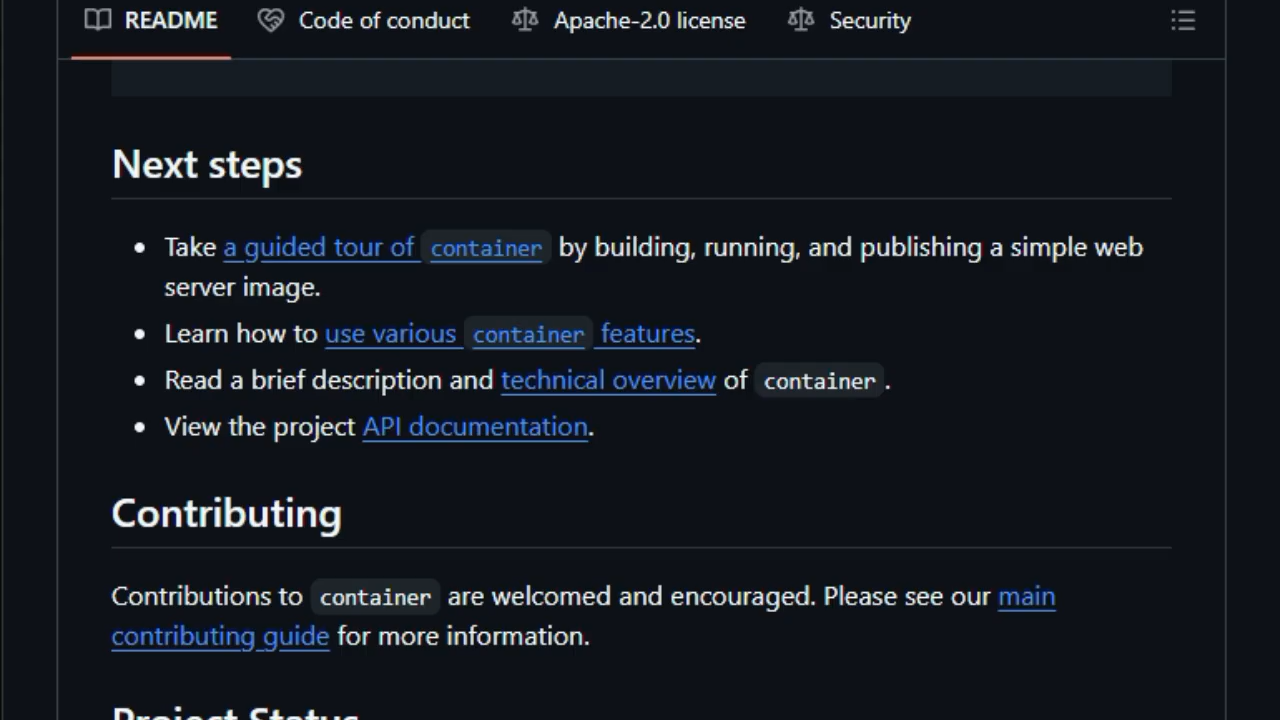 README Code of conduct Apache-2.0 license Security
Next steps
Take a guided tour of container by building, running, and publishing a simple web
server image.
Learn how to use various container features.
Read a brief description and technical overview of container.
View the project API documentation.
Contributing
Contributions to container are welcomed and encouraged. Please see our main
contributing guide for more information.
Project Status